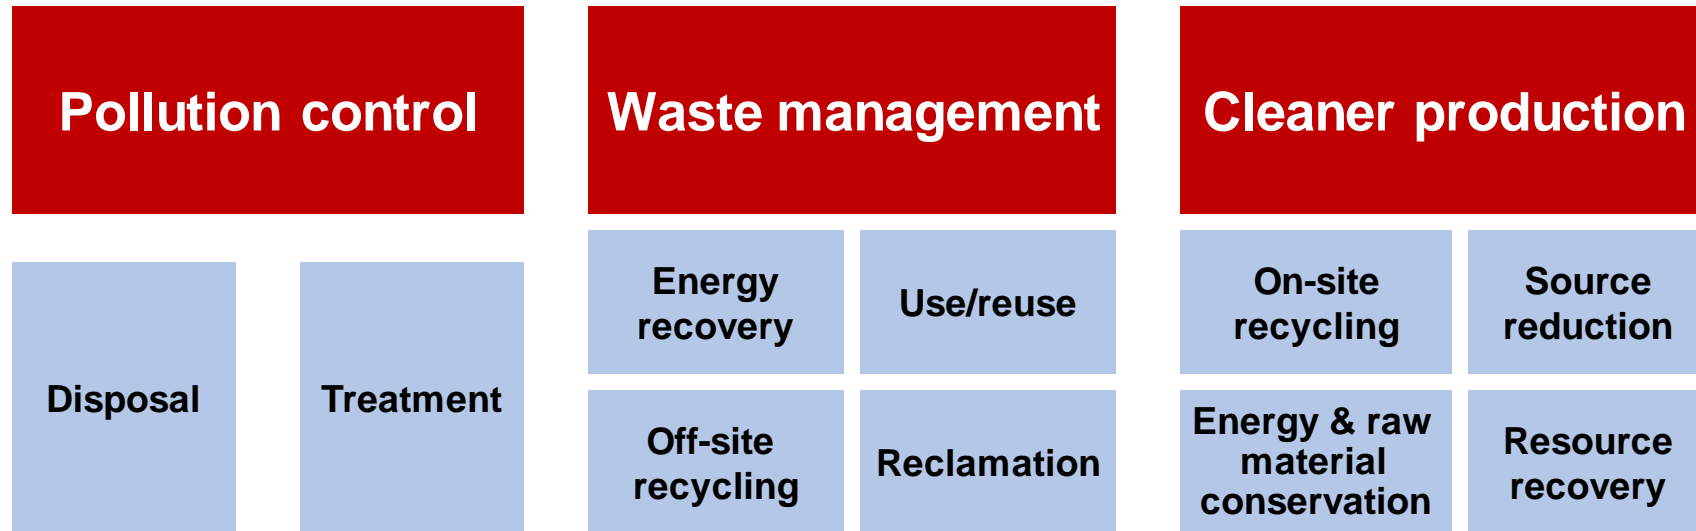 Pollution control
Waste management
Cleaner production
Disposal
Treatment
Energy
recovery
Use/reuse
Off-site
recycling
Reclamation
On-site
recycling
Source
reduction
Energy & raw
material
conservation
Resource
recovery